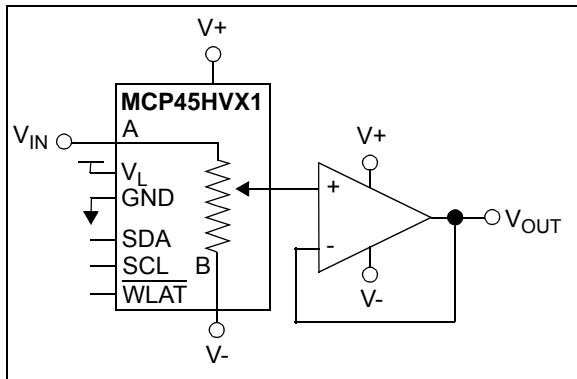 V+
MCP45HVX1
VIN
A
VL
GND
SDA
SCL
B
WLAT
V-
V+
+
-
V-
VOUT